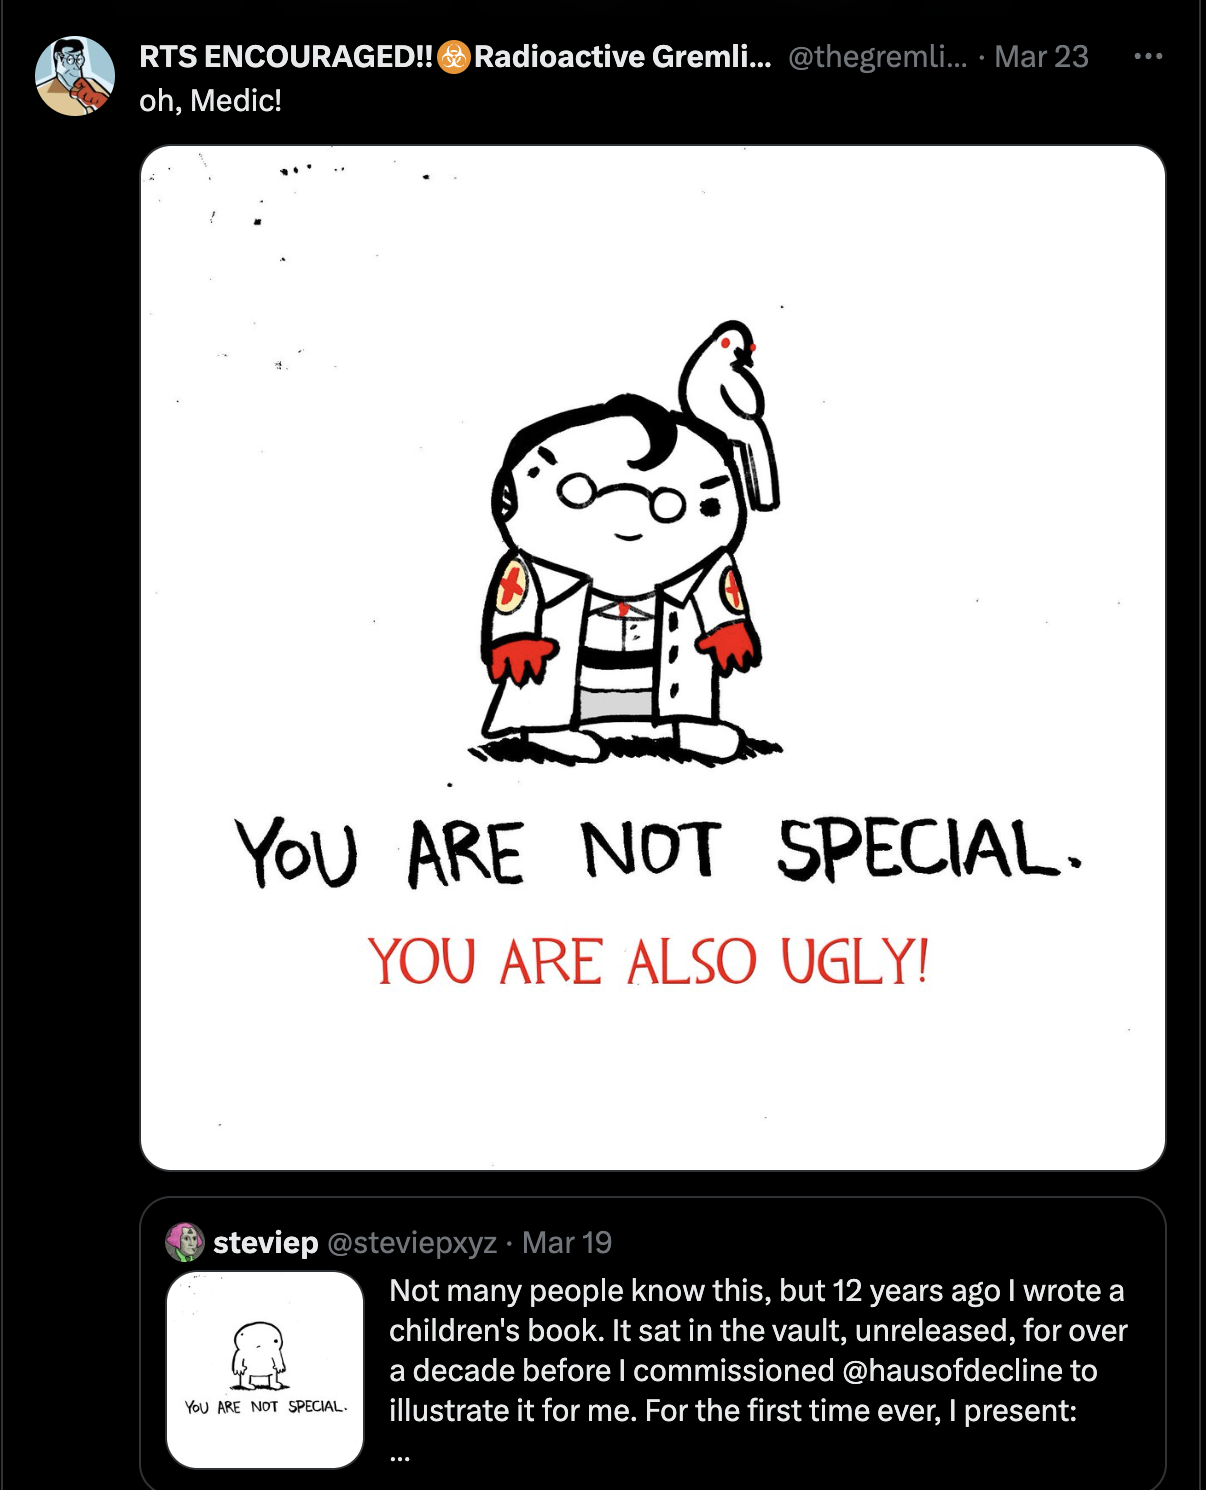 RTS ENCOURAGED!!☣Radioactive Gremli... @thegremli... · Mar 23
oh, Medic!
YOU ARE NOT SPECIAL.
YOU ARE ALSO UGLY!
steviep @steviepxyz · Mar 19
Not many people know this, but 12 years ago I wrote a
children's book. It sat in the vault, unreleased, for over
a decade before I commissioned @hausofdecline to
illustrate it for me. For the first time ever, I present:
...
YOU ARE NOT SPECIAL.